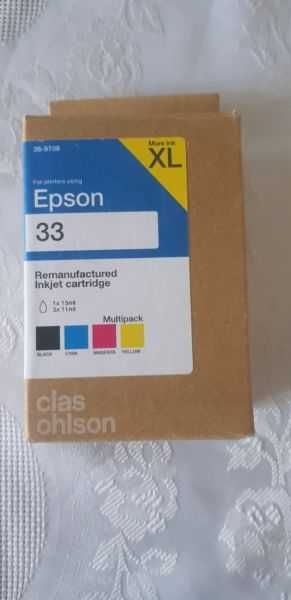 38-9708
More ink
XL
For printers using
Epson
33
Remanufactured
Inkjet cartridge
1x 15ml
3x 11ml
Multipack
BLACK CYAN MAGENTA YELLOW
clas
ohlson